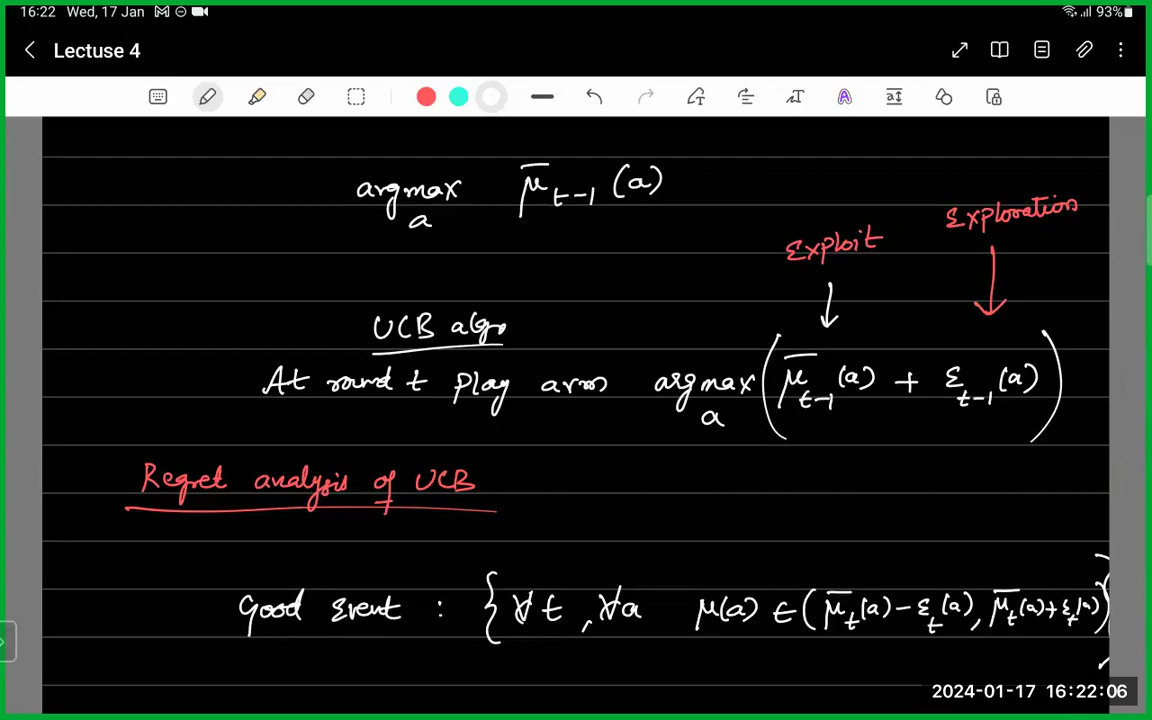 16:22 Wed, 17 Jan 93%
Lectuse 4
argmax μ̄_{t-1}(a)
a
Exploration
Exploit
UCB algo
At round t play arm argmax ( μ̄_{t-1}(a) + ε_{t-1}(a) )
a
Regret analysis of UCB
Good Event : { ∀t, ∀a μ(a) ∈ ( μ̄_t(a) - ε_t(a), μ̄_t(a) + ε_t(a) ) }
2024-01-17 16:22:06